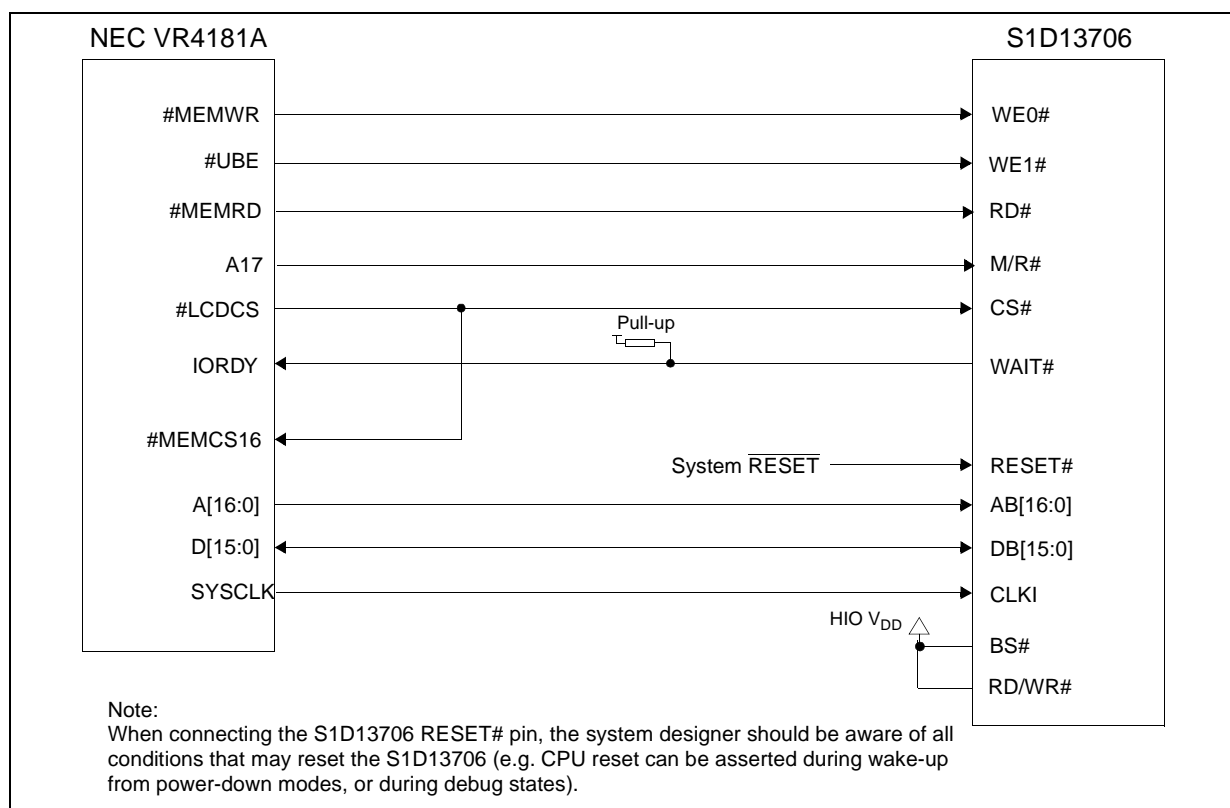 NEC VR4181A
S1D13706
#MEMWR
WE0#
#UBE
WE1#
#MEMRD
RD#
A17
M/R#
#LCDCS
CS#
Pull-up
IORDY
WAIT#
#MEMCS16
System RESET
RESET#
A[16:0]
AB[16:0]
D[15:0]
DB[15:0]
SYSCLK
CLKI
HIO VDD
BS#
RD/WR#
Note:
When connecting the S1D13706 RESET# pin, the system designer should be aware of all
conditions that may reset the S1D13706 (e.g. CPU reset can be asserted during wake-up
from power-down modes, or during debug states).